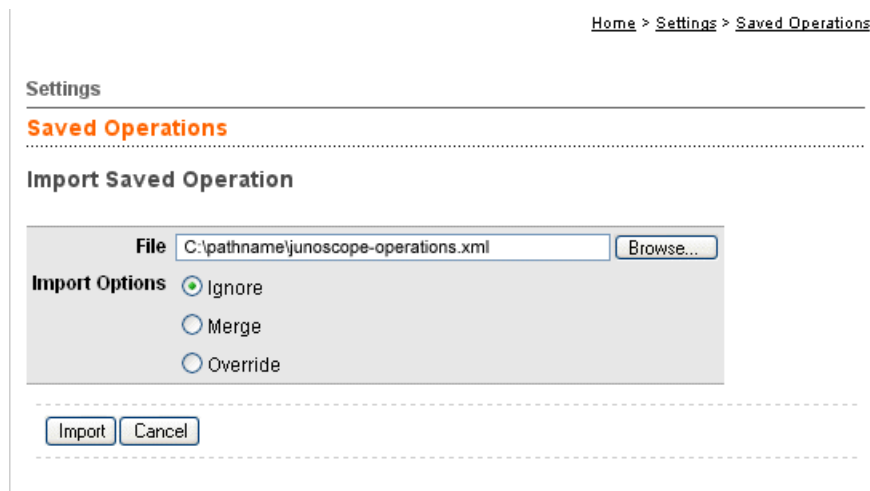 Home > Settings > Saved Operations
Settings
Saved Operations
Import Saved Operation
File C:\pathname\junoscope-operations.xml Browse...
Import Options Ignore
Merge
Override
Import Cancel